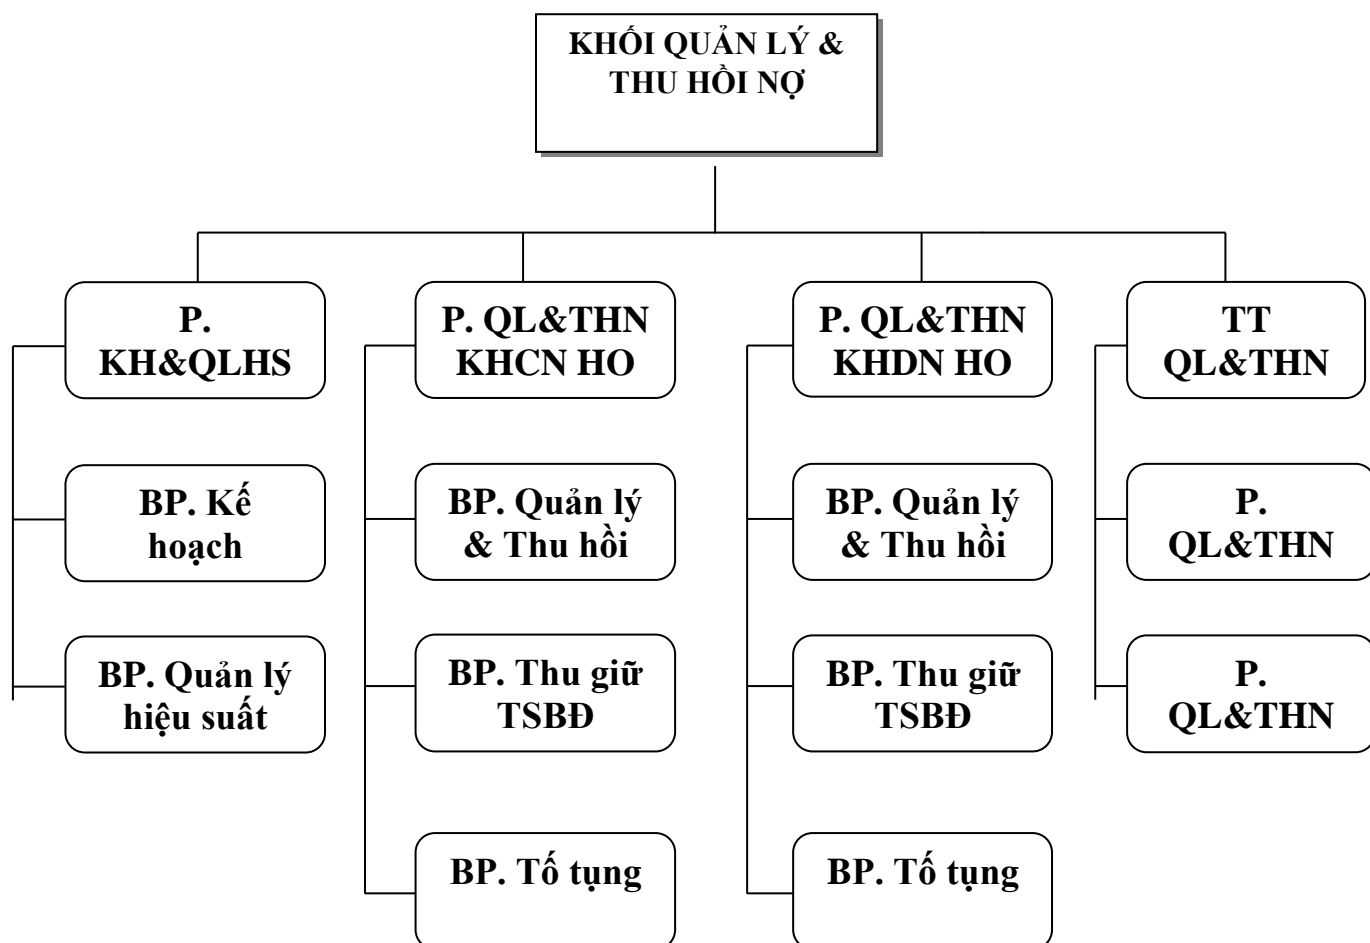 KHỐI QUẢN LÝ &
THU HỒI NỢ
P.
KH&QLHS
P. QL&THN
KHCN HO
P. QL&THN
KHDN HO
TT
QL&THN
BP. Kế
hoạch
BP. Quản lý
& Thu hồi
BP. Quản lý
& Thu hồi
P.
QL&THN
BP. Quản lý
hiệu suất
BP. Thu giữ
TSBĐ
BP. Thu giữ
TSBĐ
P.
QL&THN
BP. Tố tụng
BP. Tố tụng